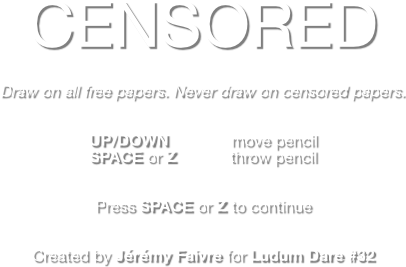 CENSORED
Draw on all free papers. Never draw on censored papers.
UP/DOWN move pencil
SPACE or Z throw pencil
Press SPACE or Z to continue
Created by Jérémy Faivre for Ludum Dare #32